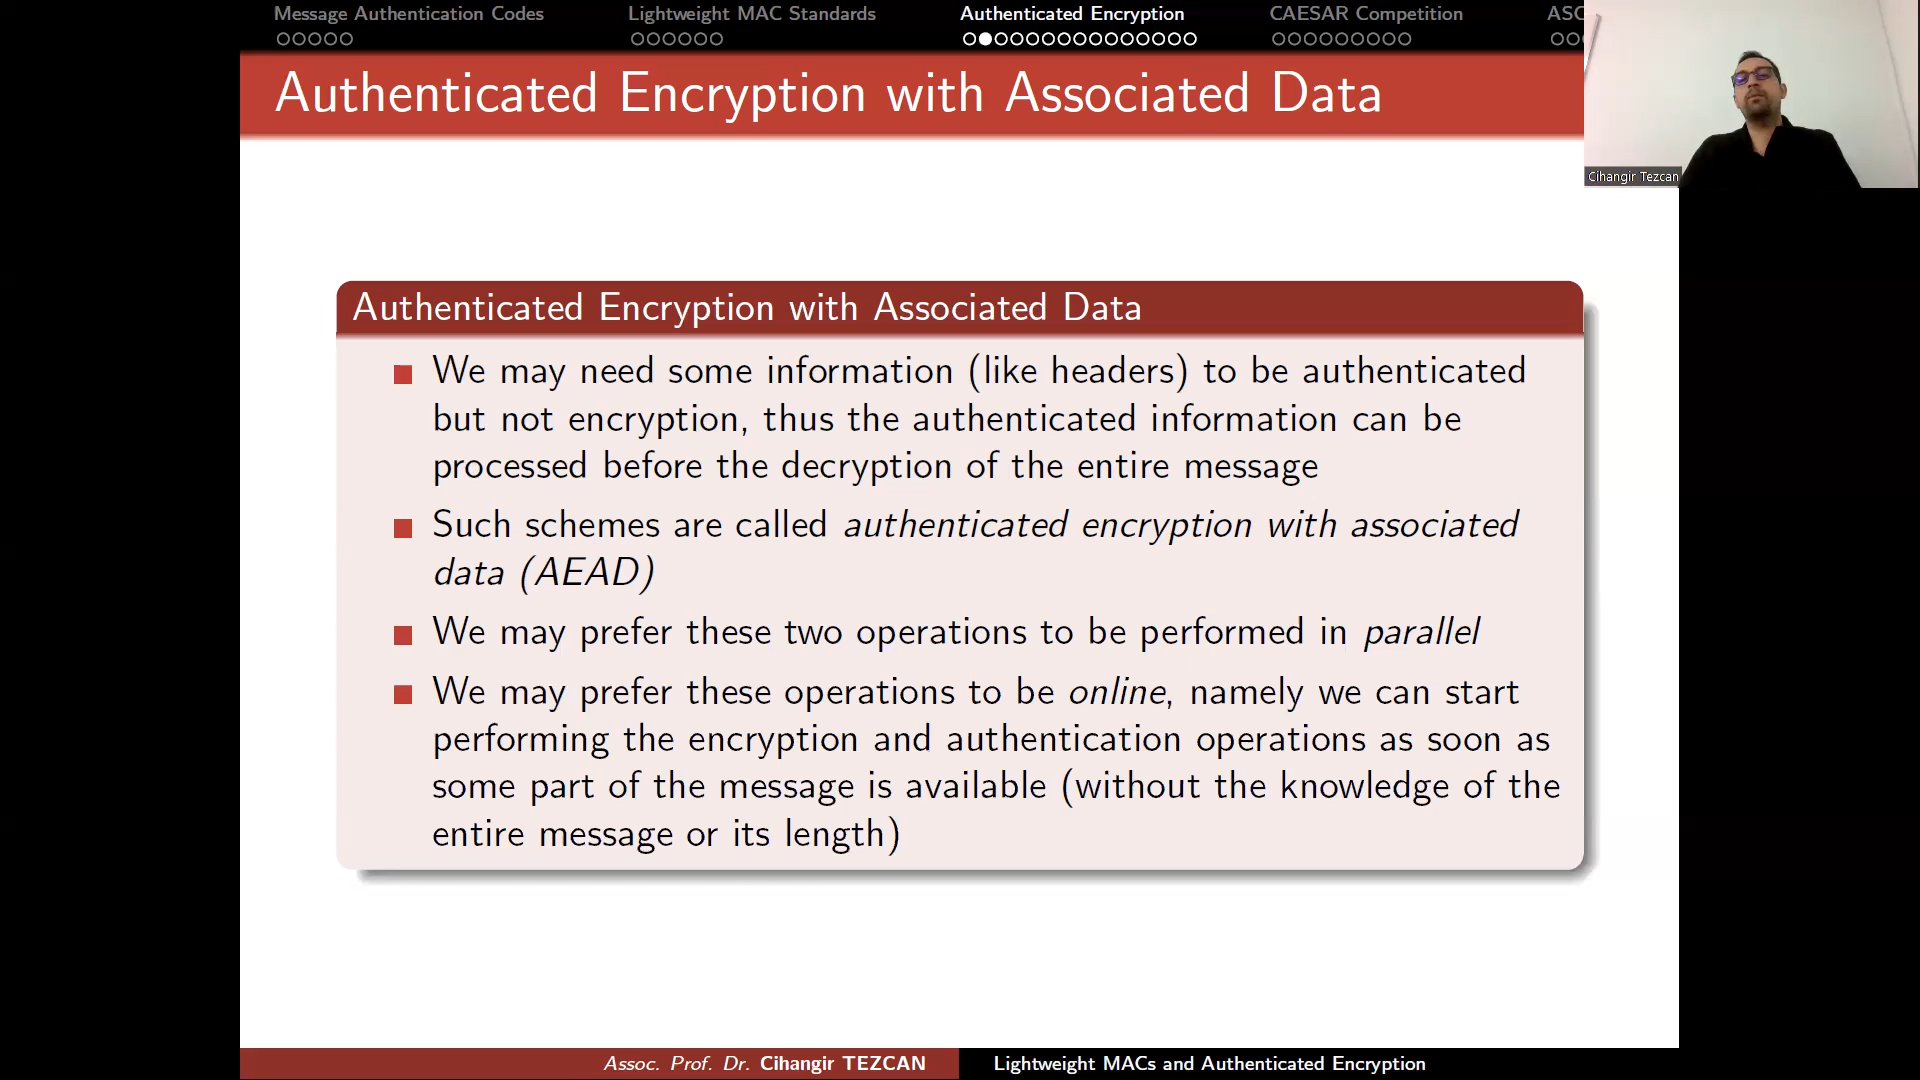 Message Authentication Codes
Lightweight MAC Standards
Authenticated Encryption
CAESAR Competition
ASC
Authenticated Encryption with Associated Data
Cihangir Tezcan
Authenticated Encryption with Associated Data
We may need some information (like headers) to be authenticated
but not encryption, thus the authenticated information can be
processed before the decryption of the entire message
Such schemes are called authenticated encryption with associated
data (AEAD)
We may prefer these two operations to be performed in parallel
We may prefer these operations to be online, namely we can start
performing the encryption and authentication operations as soon as
some part of the message is available (without the knowledge of the
entire message or its length)
Assoc. Prof. Dr. Cihangir TEZCAN
Lightweight MACs and Authenticated Encryption